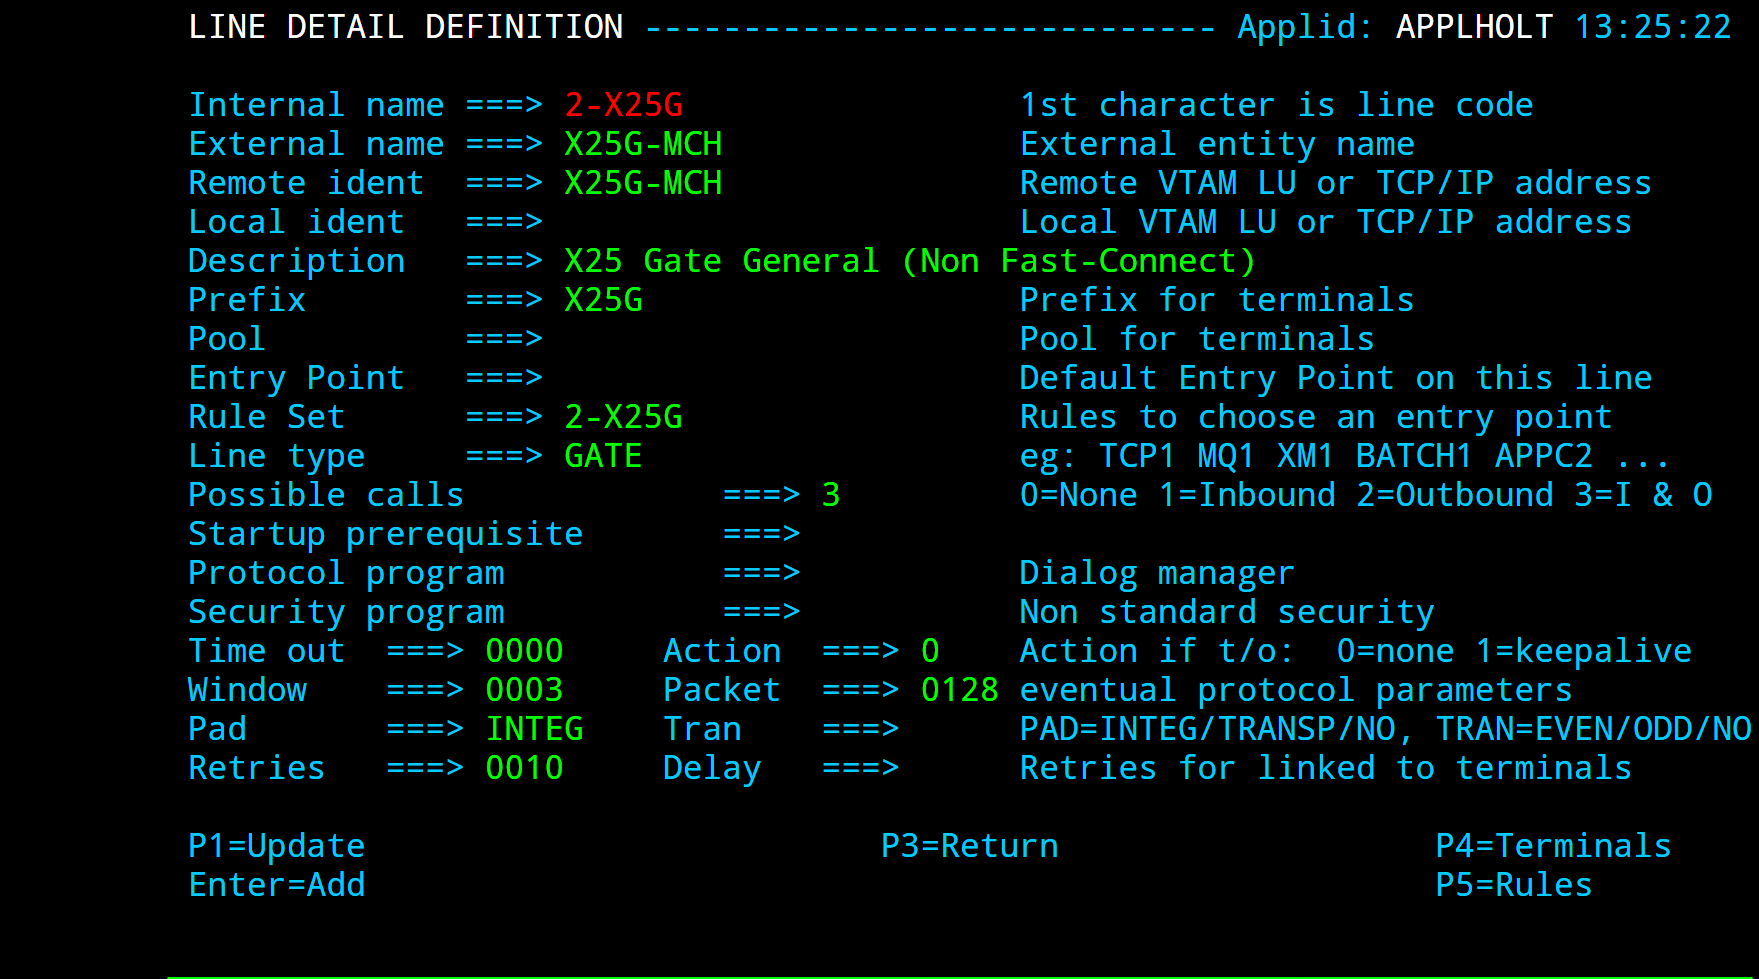 LINE DETAIL DEFINITION ----------------------------- Applid: APPLHOLT 13:25:22
Internal name ===> 2-X25G 1st character is line code
External name ===> X25G-MCH External entity name
Remote ident ===> X25G-MCH Remote VTAM LU or TCP/IP address
Local ident ===> Local VTAM LU or TCP/IP address
Description ===> X25 Gate General (Non Fast-Connect)
Prefix ===> X25G Prefix for terminals
Pool ===> Pool for terminals
Entry Point ===> Default Entry Point on this line
Rule Set ===> 2-X25G Rules to choose an entry point
Line type ===> GATE eg: TCP1 MQ1 XM1 BATCH1 APPC2 ...
Possible calls ===> 3 0=None 1=Inbound 2=Outbound 3=I & O
Startup prerequisite ===>
Protocol program ===> Dialog manager
Security program ===> Non standard security
Time out ===> 0000 Action ===> 0 Action if t/o: 0=none 1=keepalive
Window ===> 0003 Packet ===> 0128 eventual protocol parameters
Pad ===> INTEG Tran ===> PAD=INTEG/TRANSP/NO, TRAN=EVEN/ODD/NO
Retries ===> 0010 Delay ===> Retries for linked to terminals
P1=Update P3=Return P4=Terminals
Enter=Add P5=Rules